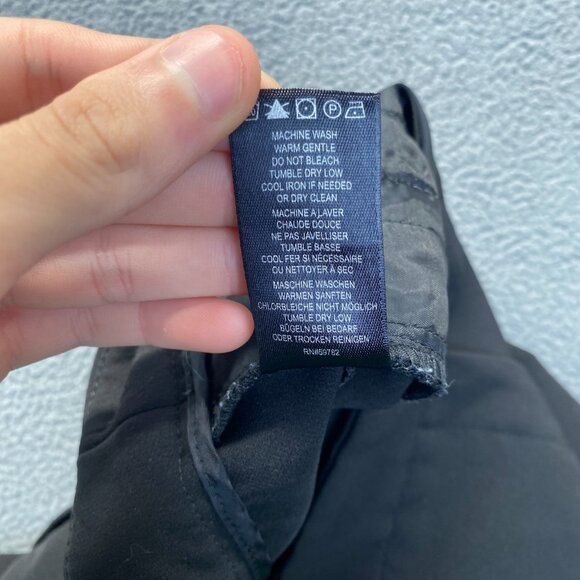 MACHINE WASH
WARM GENTLE
DO NOT BLEACH
TUMBLE DRY LOW
COOL IRON IF NEEDED
OR DRY CLEAN
MACHINE A LAVER
CHAUDE DOUCE
NE PAS JAVELLISER
TUMBLE BASSE
COOL FER SI NÉCESSAIRE
OU NETTOYER À SEC
MASCHINE WASCHEN
WARMEN SANFTEN
CHLORBLEICHE NICHT MÖGLICH
TUMBLE DRY LOW
BÜGELN BEI BEDARF
ODER TROCKEN REINIGEN
RN#59782